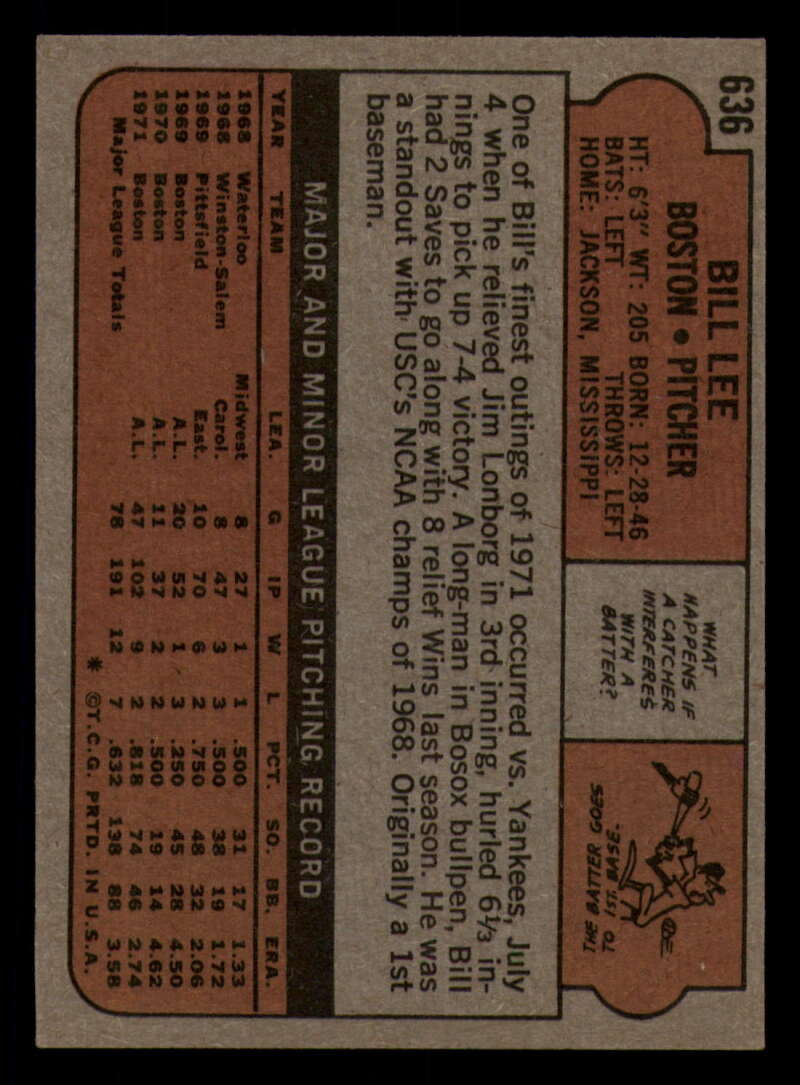 636
BILL LEE
BOSTON • PITCHER
HT: 6'3" WT: 205 BORN: 12-28-46
BATS: LEFT THROWS: LEFT
HOME: JACKSON, MISSISSIPPI
WHAT
HAPPENS IF
A CATCHER
INTERFERES
WITH A
BATTER?
THE BATTER GOES
TO 1ST BASE.
One of Bill's finest outings of 1971 occurred vs. Yankees, July
4 when he relieved Jim Lonborg in 3rd inning, hurled 6⅓ in-
nings to pick up 7-4 victory. A long-man in Bosox bullpen, Bill
had 2 Saves to go along with 8 relief Wins last season. He was
a standout with USC's NCAA champs of 1968. Originally a 1st
baseman.
MAJOR AND MINOR LEAGUE PITCHING RECORD
YEAR TEAM LEA. G IP W L PCT. SO. BB. ERA.
1968 Waterloo Midwest 8 27 1 1 .500 31 17 1.33
1968 Winston-Salem Carol. 8 47 3 3 .500 38 19 1.72
1969 Pittsfield East. 10 70 6 2 .750 48 32 2.06
1969 Boston A.L. 20 52 1 3 .250 45 28 4.50
1970 Boston A.L. 11 37 2 2 .500 19 14 4.62
1971 Boston A.L. 47 102 9 2 .818 74 46 2.74
Major League Totals 78 191 12 7 .632 138 88 3.58
* ©T.C.G. PRTD. IN U.S.A.